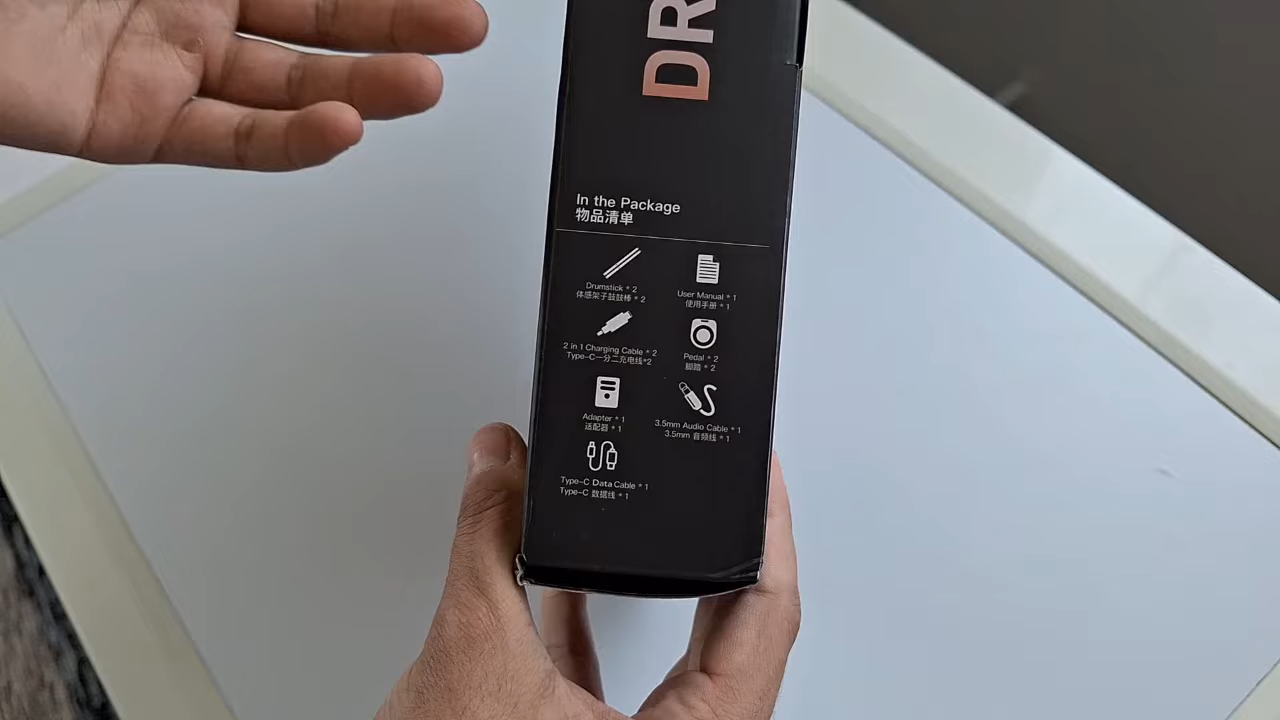 DR
In the Package
物品清单
Drumstick * 2
体感架子鼓鼓棒 * 2
User Manual * 1
使用手册 * 1
2 in 1 Charging Cable * 2
Type-C一分二充电线*2
Pedal * 2
脚踏 * 2
Adapter * 1
适配器 * 1
3.5mm Audio Cable * 1
3.5mm 音频线 * 1
Type-C Data Cable * 1
Type-C 数据线 * 1